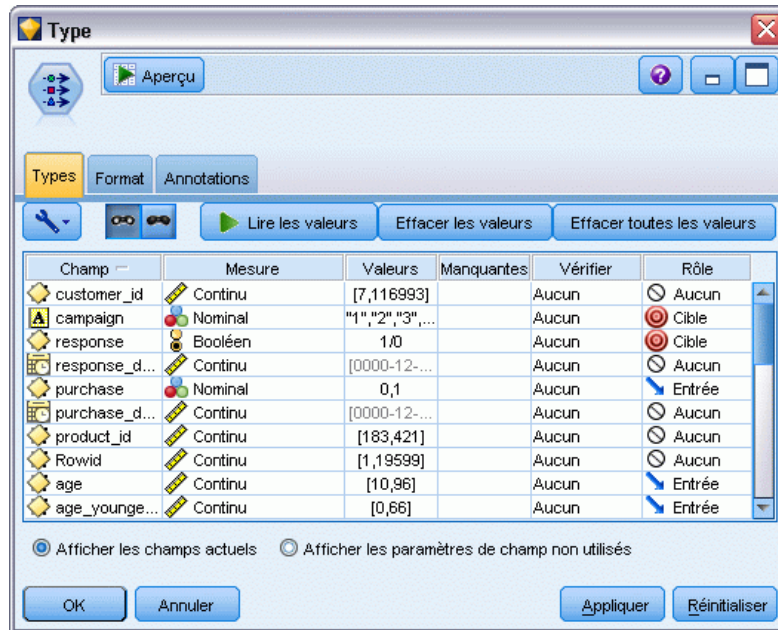 Type
Aperçu
Types Format Annotations
Lire les valeurs Effacer les valeurs Effacer toutes les valeurs
Champ Mesure Valeurs Manquantes Vérifier Rôle
customer_id Continu [7,116993] Aucun Aucun
A campaign Nominal "1","2","3",... Aucun Cible
response Booléen 1/0 Aucun Cible
response_d... Continu [0000-12-... Aucun Aucun
purchase Nominal 0,1 Aucun Entrée
purchase_d... Continu [0000-12-... Aucun Aucun
product_id Continu [183,421] Aucun Aucun
Rowid Continu [1,19599] Aucun Aucun
age Continu [10,96] Aucun Entrée
age_younge... Continu [0,66] Aucun Entrée
Afficher les champs actuels Afficher les paramètres de champ non utilisés
OK Annuler Appliquer Réinitialiser